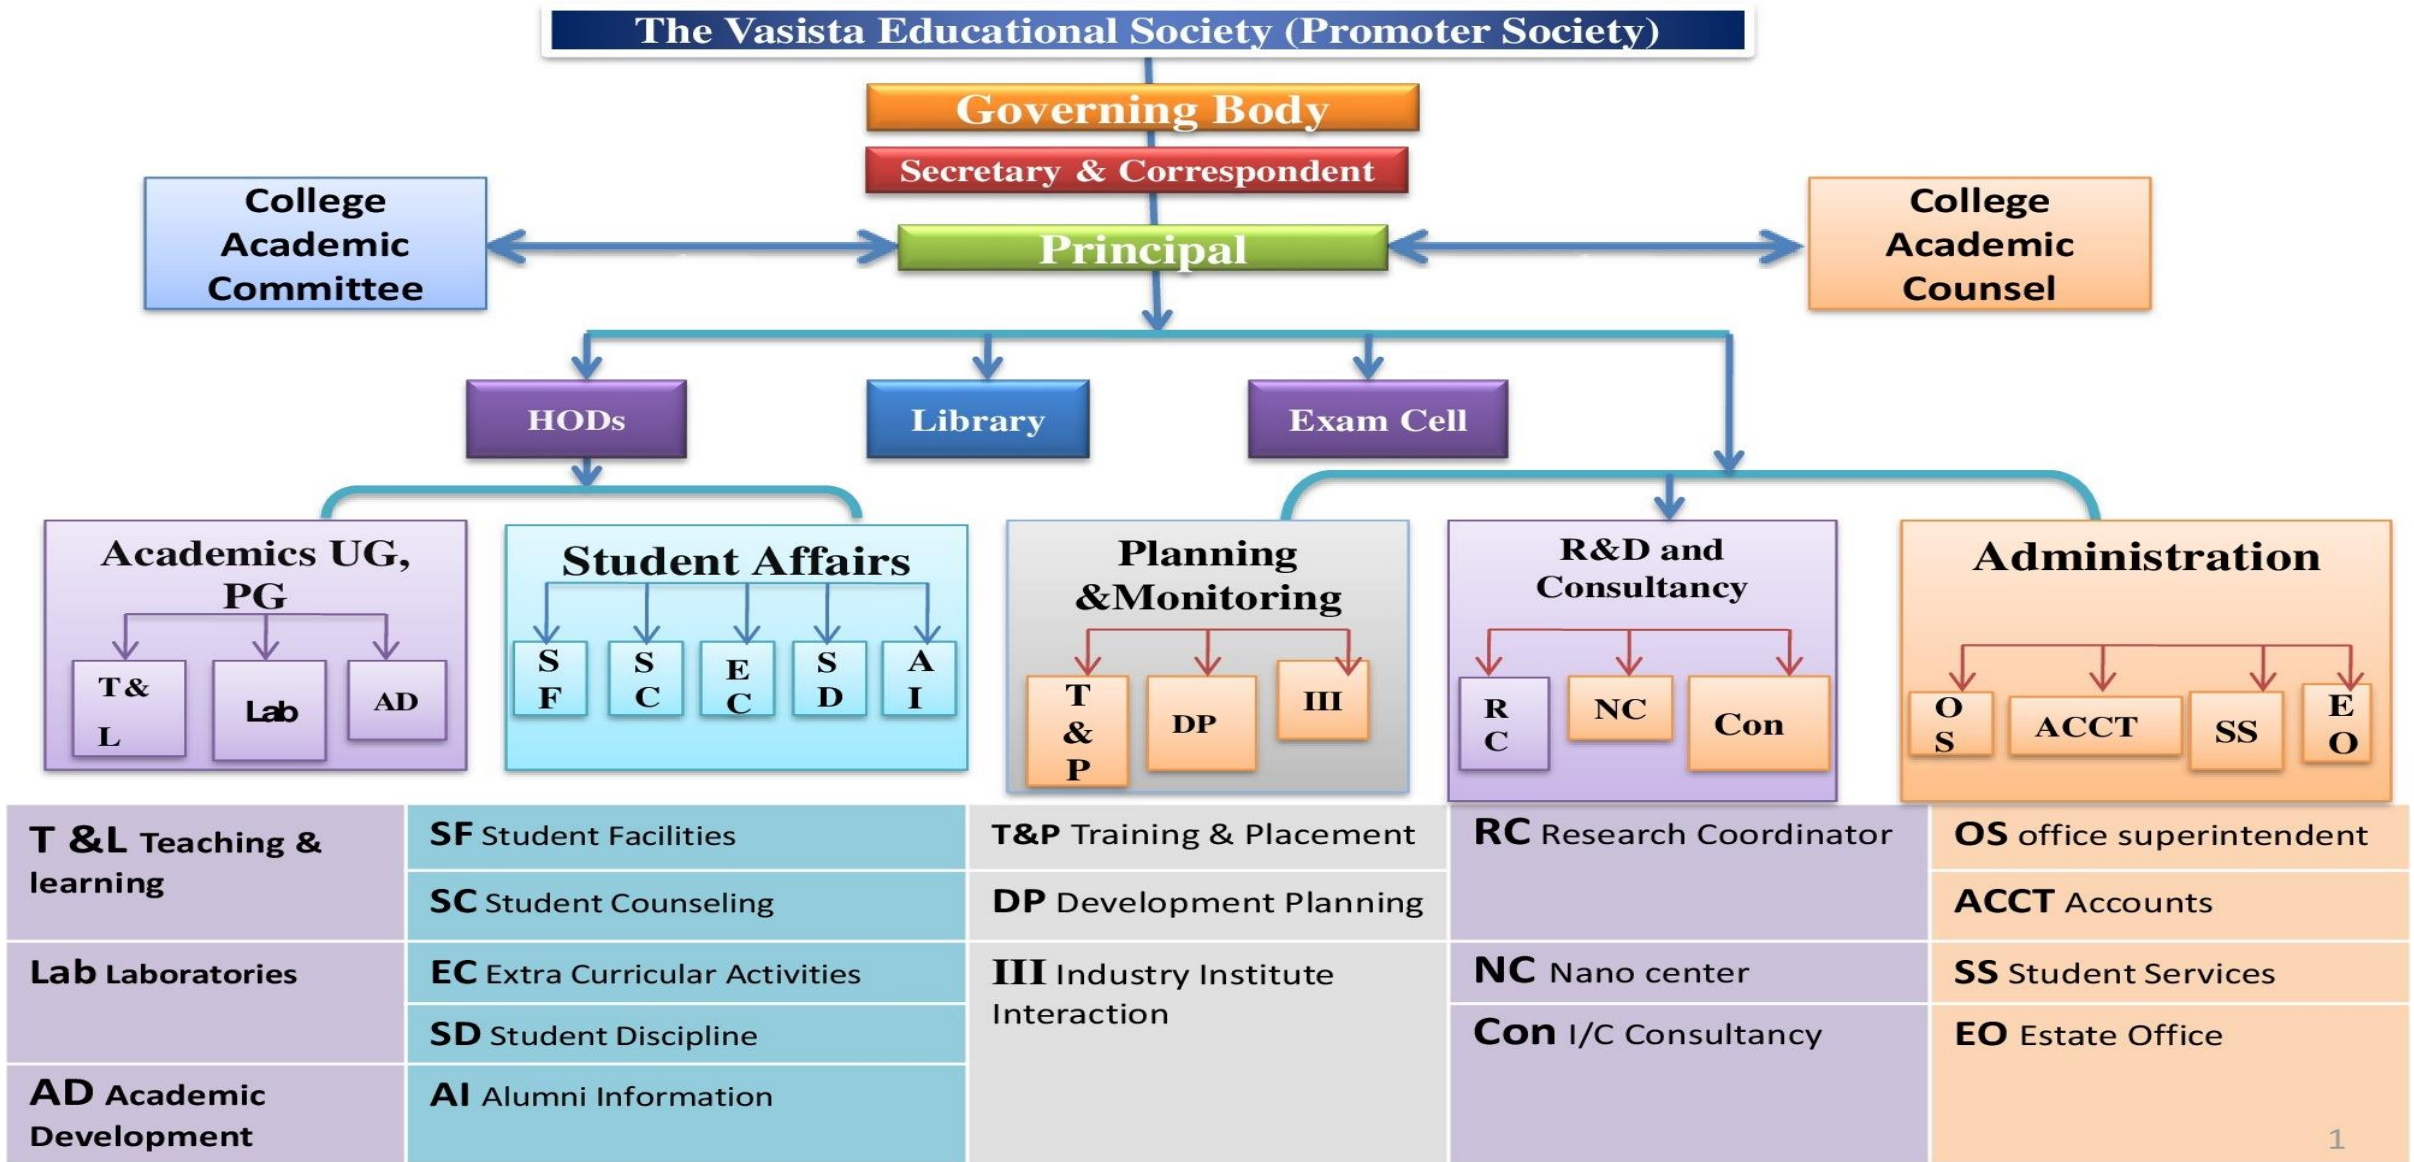 The Vasista Educational Society (Promoter Society)
Governing Body
Secretary & Correspondent
College
Academic
Committee
Principal
College
Academic
Counsel
HODs
Library
Exam Cell
Academics UG,
PG
T &
L
Lab
AD
Student Affairs
S
F
S
C
E
C
S
D
A
I
Planning
&Monitoring
T
&
P
DP
III
R&D and
Consultancy
R
C
NC
Con
Administration
O
S
ACCT
SS
E
O
T &L Teaching &
learning
Lab Laboratories
AD Academic
Development
SF Student Facilities
SC Student Counseling
EC Extra Curricular Activities
SD Student Discipline
AI Alumni Information
T&P Training & Placement
DP Development Planning
III Industry Institute
Interaction
RC Research Coordinator
NC Nano center
Con I/C Consultancy
OS office superintendent
ACCT Accounts
SS Student Services
EO Estate Office
1